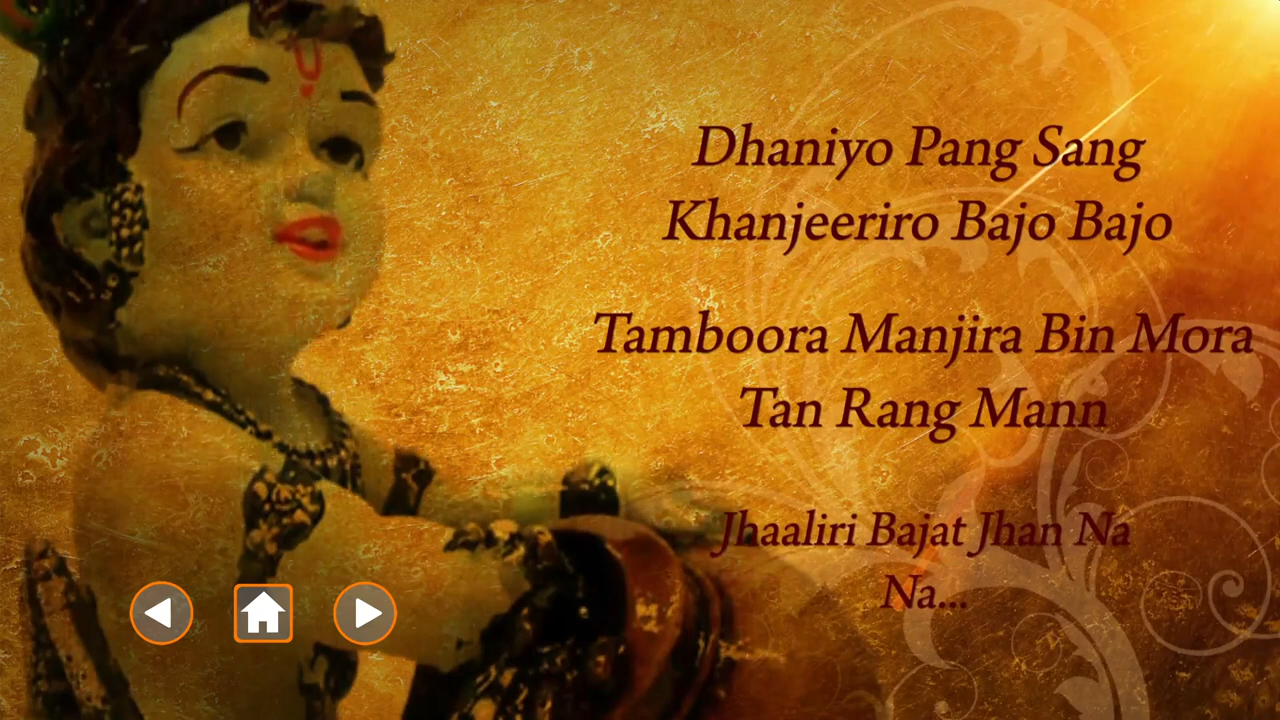 Dhaniyo Pang Sang
Khanjeeriro Bajo Bajo
Tamboora Manjira Bin Mora
Tan Rang Mann
Jhaaliri Bajat Jhan Na
Na...